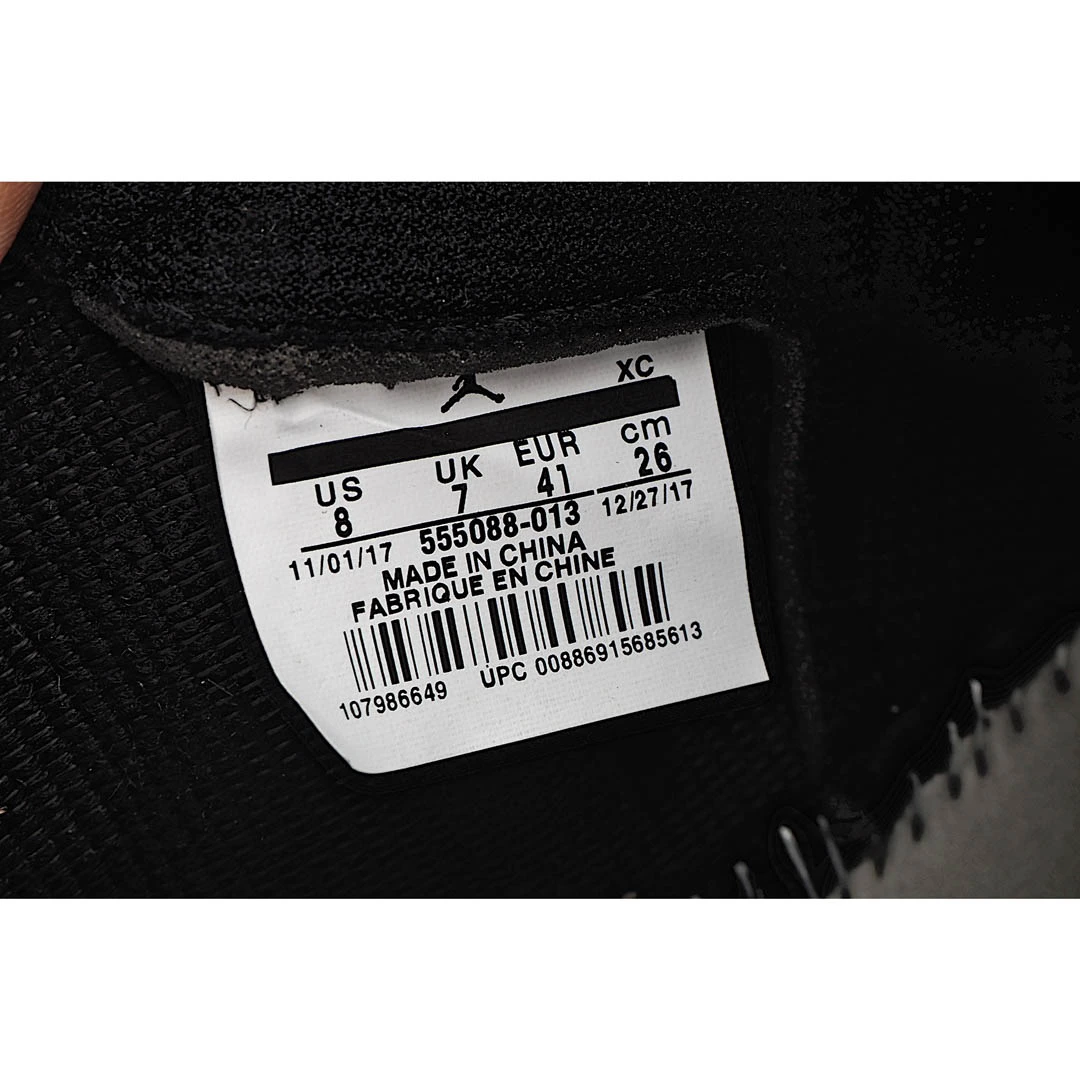 XC
US UK EUR cm
8 7 41 26
11/01/17 555088-013 12/27/17
MADE IN CHINA
FABRIQUE EN CHINE
107986649 UPC 00886915685613